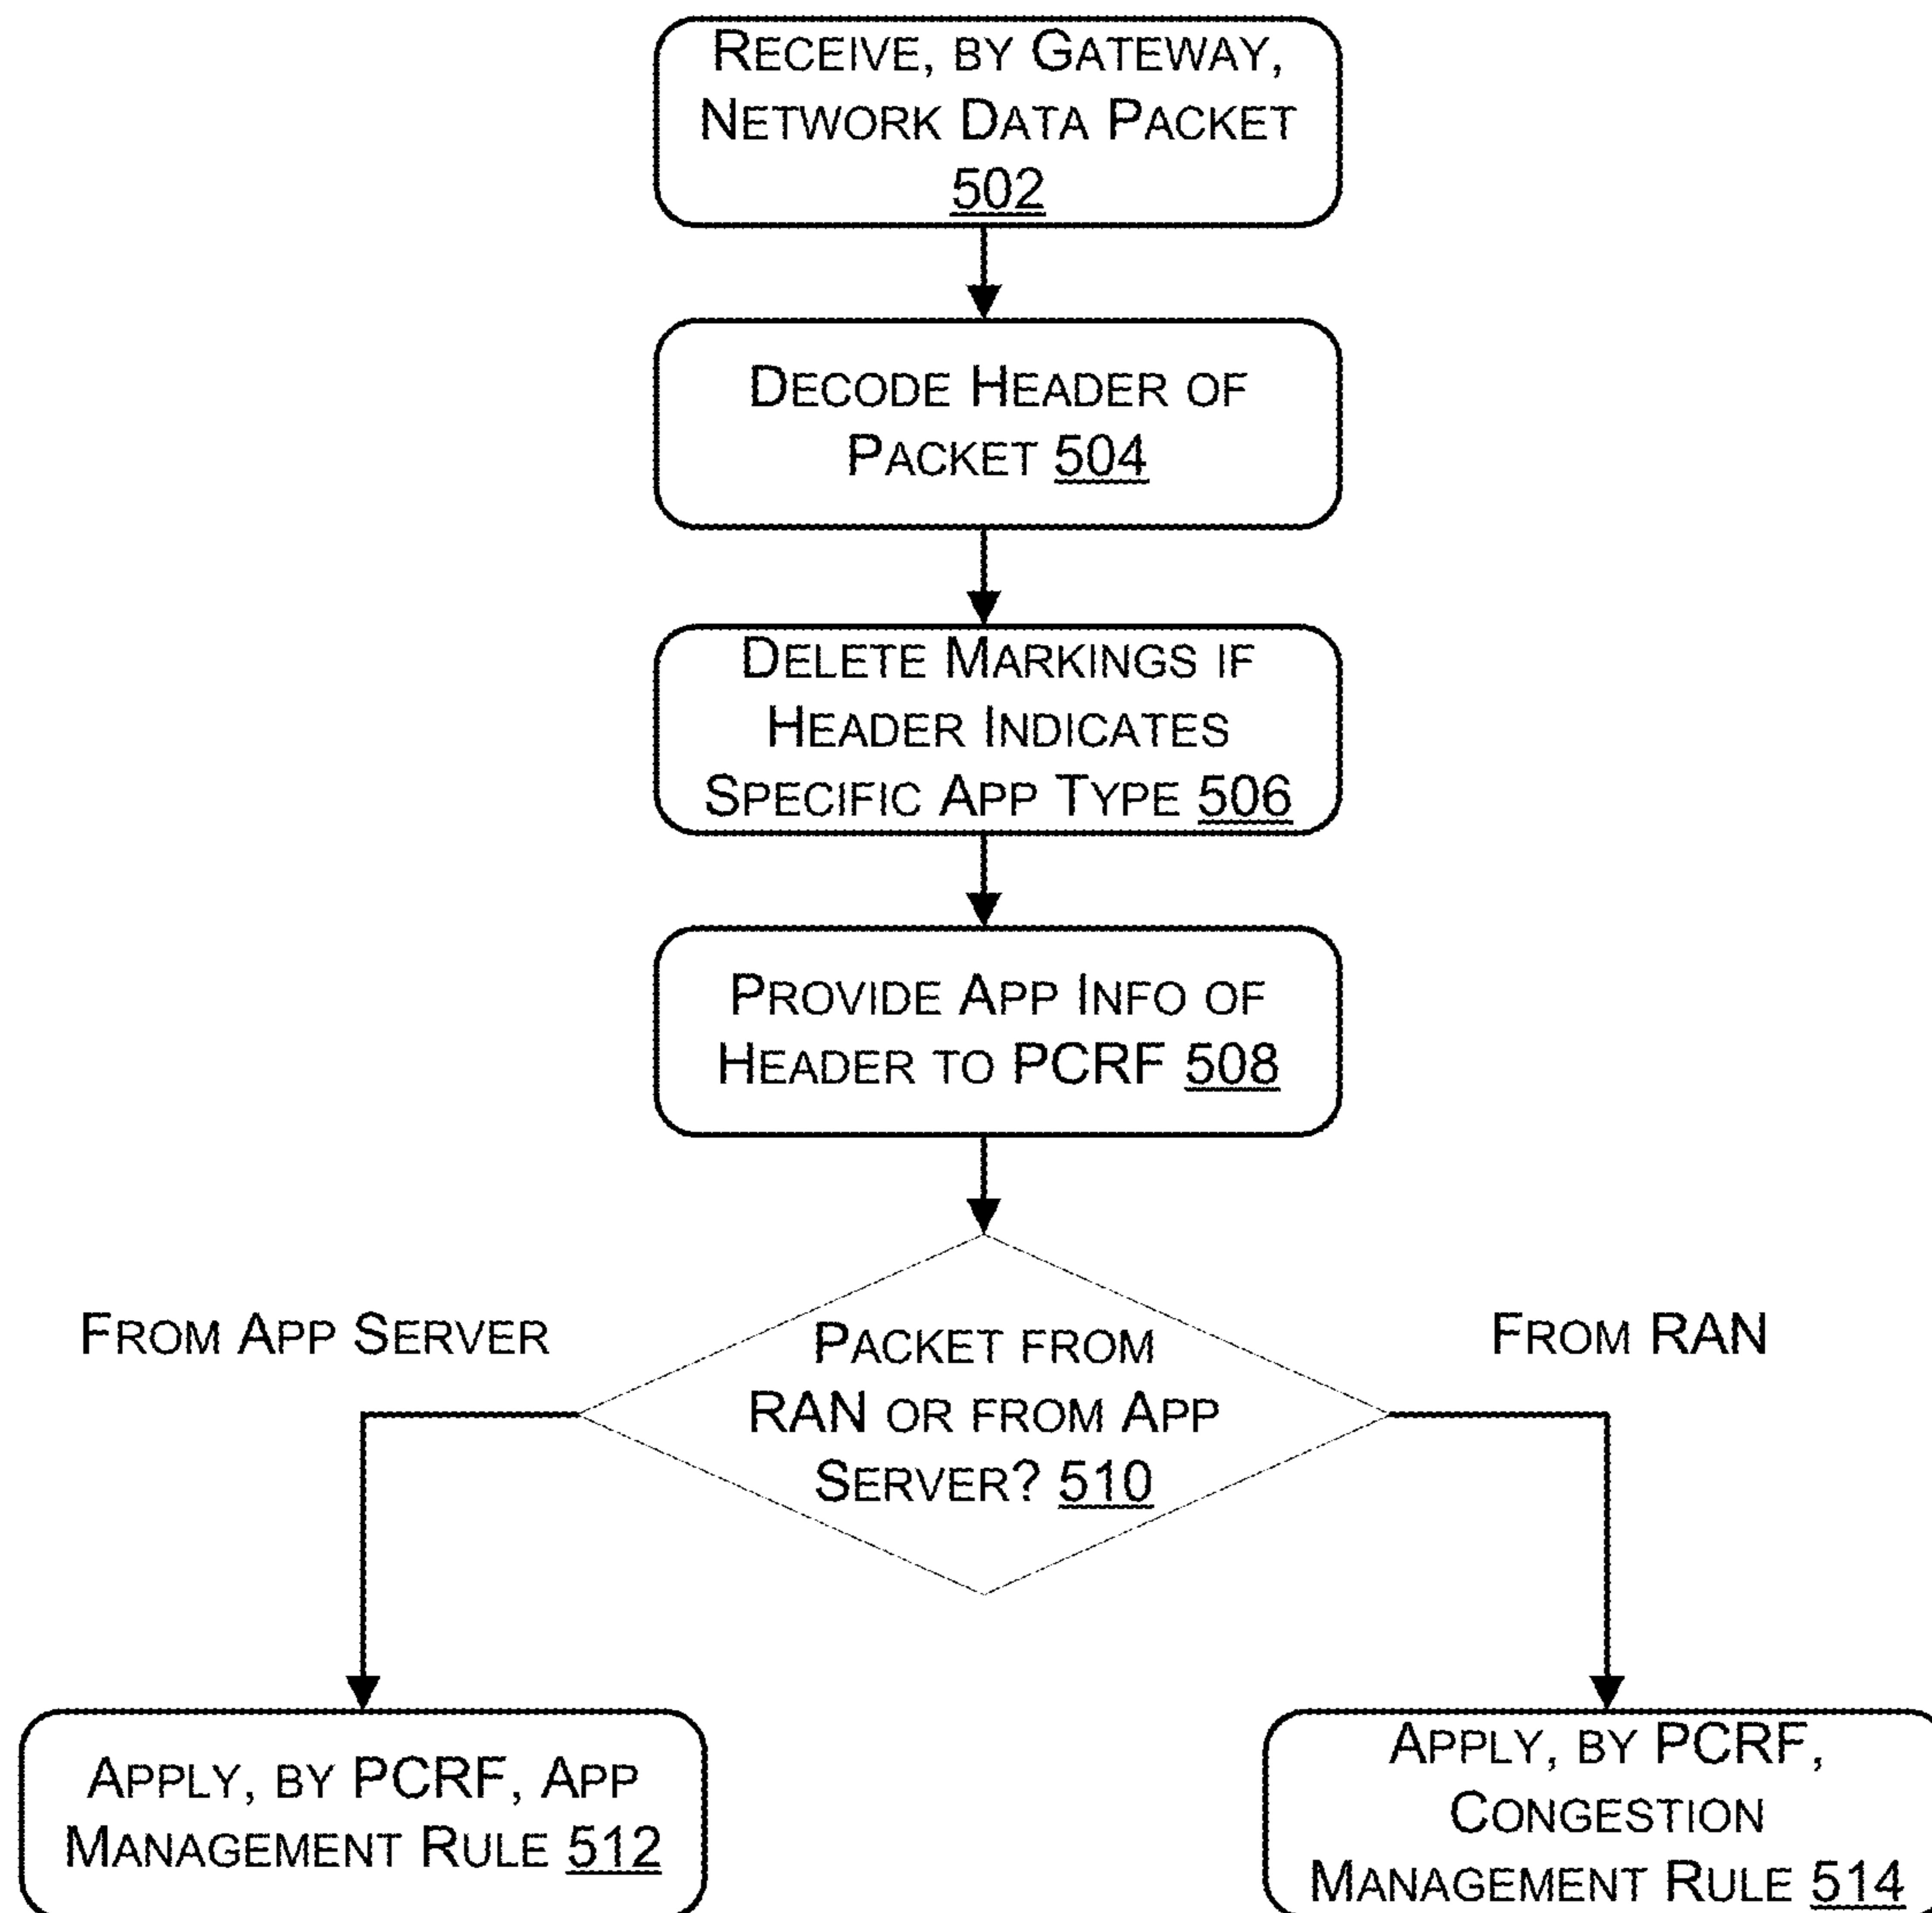 RECEIVE, BY GATEWAY,
NETWORK DATA PACKET
502
DECODE HEADER OF
PACKET 504
DELETE MARKINGS IF
HEADER INDICATES
SPECIFIC APP TYPE 506
PROVIDE APP INFO OF
HEADER TO PCRF 508
FROM APP SERVER
PACKET FROM
RAN OR FROM APP
SERVER? 510
FROM RAN
APPLY, BY PCRF, APP
MANAGEMENT RULE 512
APPLY, BY PCRF,
CONGESTION
MANAGEMENT RULE 514